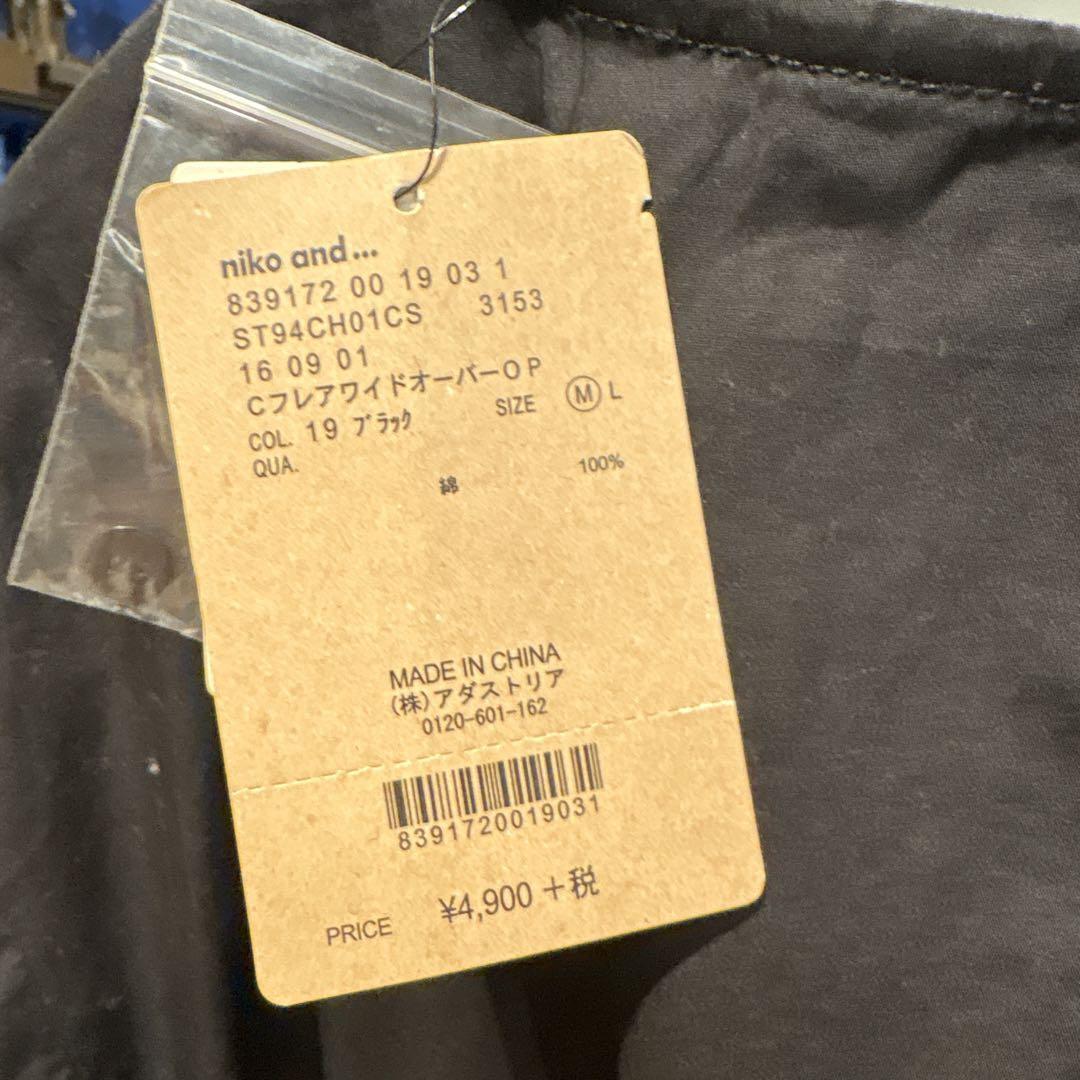 niko and...
839172 00 19 03 1
ST94CH01CS 3153
16 09 01
CフレアワイドオーバーOP
COL. 19 ブラック SIZE Ⓜ L
QUA.
綿 100%
MADE IN CHINA
(株)アダストリア
0120-601-162
8391720019031
PRICE ¥4,900 +税